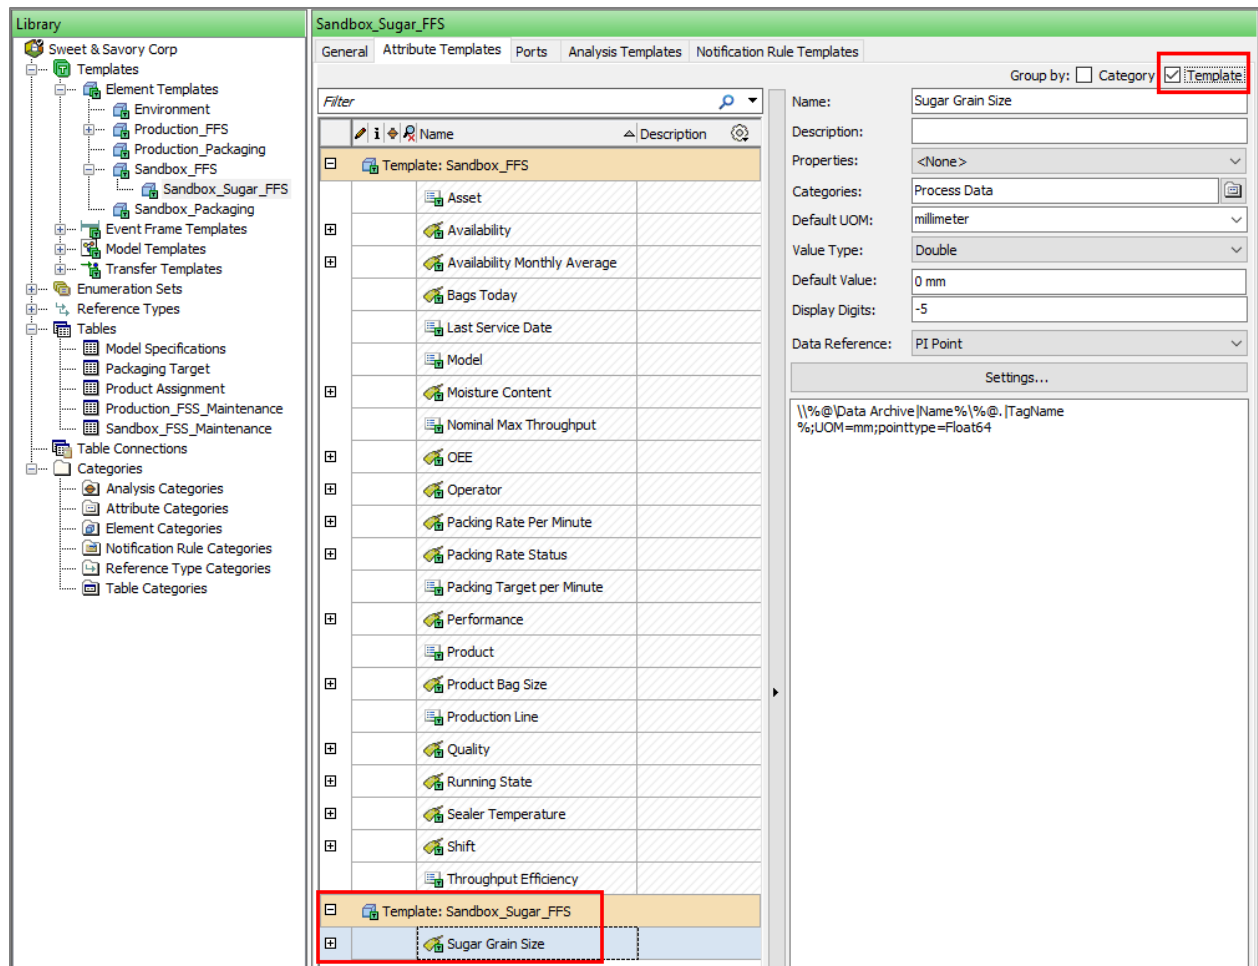 Library
Sweet & Savory Corp
Templates
Element Templates
Environment
Production_FFS
Production_Packaging
Sandbox_FFS
Sandbox_Sugar_FFS
Sandbox_Packaging
Event Frame Templates
Model Templates
Transfer Templates
Enumeration Sets
Reference Types
Tables
Model Specifications
Packaging Target
Product Assignment
Production_FSS_Maintenance
Sandbox_FSS_Maintenance
Table Connections
Categories
Analysis Categories
Attribute Categories
Element Categories
Notification Rule Categories
Reference Type Categories
Table Categories
Sandbox_Sugar_FFS
General Attribute Templates Ports Analysis Templates Notification Rule Templates
Group by: Category Template
Filter
Name Description
Template: Sandbox_FFS
Asset
Availability
Availability Monthly Average
Bags Today
Last Service Date
Model
Moisture Content
Nominal Max Throughput
OEE
Operator
Packing Rate Per Minute
Packing Rate Status
Packing Target per Minute
Performance
Product
Product Bag Size
Production Line
Quality
Running State
Sealer Temperature
Shift
Throughput Efficiency
Template: Sandbox_Sugar_FFS
Sugar Grain Size
Name: Sugar Grain Size
Description:
Properties: <None>
Categories: Process Data
Default UOM: millimeter
Value Type: Double
Default Value: 0 mm
Display Digits: -5
Data Reference: PI Point
Settings...
\\%@\Data Archive|Name%\%@.|TagName
%;UOM=mm;pointtype=Float64